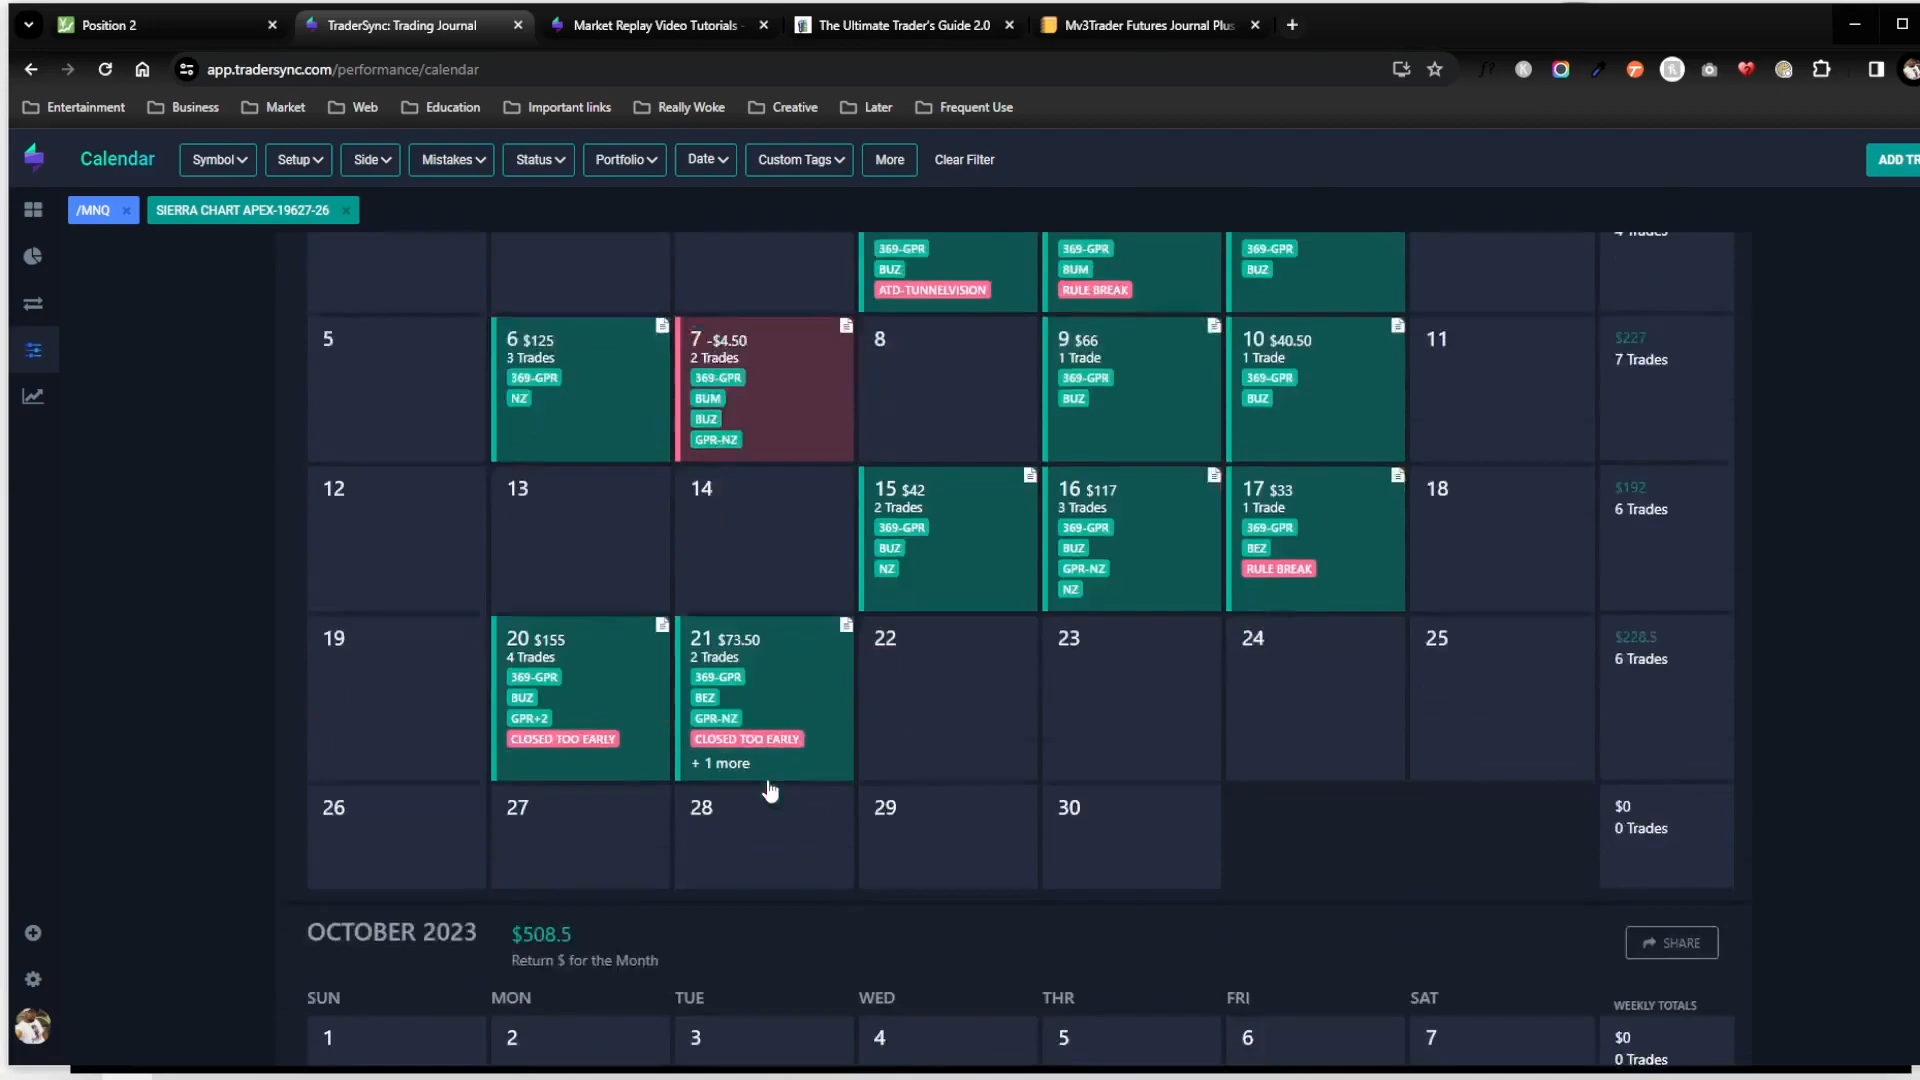 Position 2
TraderSync: Trading Journal
Market Replay Video Tutorials -
The Ultimate Trader's Guide 2.0
Mv3Trader Futures Journal Plus
app.tradersync.com/performance/calendar
Entertainment
Business
Market
Web
Education
Important links
Really Woke
Creative
Later
Frequent Use
Calendar
Symbol
Setup
Side
Mistakes
Status
Portfolio
Date
Custom Tags
More
Clear Filter
ADD TR
/MNQ ×
SIERRA CHART APEX-19627-26 ×
369-GPR
BUZ
ATD-TUNNELVISION
369-GPR
BUM
RULE BREAK
369-GPR
BUZ
4 Trades
5
6 $125
3 Trades
369-GPR
NZ
7 -$4.50
2 Trades
369-GPR
BUM
BUZ
GPR-NZ
8
9 $66
1 Trade
369-GPR
BUZ
10 $40.50
1 Trade
369-GPR
BUZ
11
$227
7 Trades
12
13
14
15 $42
2 Trades
369-GPR
BUZ
NZ
16 $117
3 Trades
369-GPR
BUZ
GPR-NZ
NZ
17 $33
1 Trade
369-GPR
BEZ
RULE BREAK
18
$192
6 Trades
19
20 $155
4 Trades
369-GPR
BUZ
GPR+2
CLOSED TOO EARLY
21 $73.50
2 Trades
369-GPR
BEZ
GPR-NZ
CLOSED TOO EARLY
+ 1 more
22
23
24
25
$228.5
6 Trades
26
27
28
29
30
$0
0 Trades
OCTOBER 2023
$508.5
Return $ for the Month
SHARE
SUN
MON
TUE
WED
THR
FRI
SAT
WEEKLY TOTALS
1
2
3
4
5
6
7
$0
0 Trades